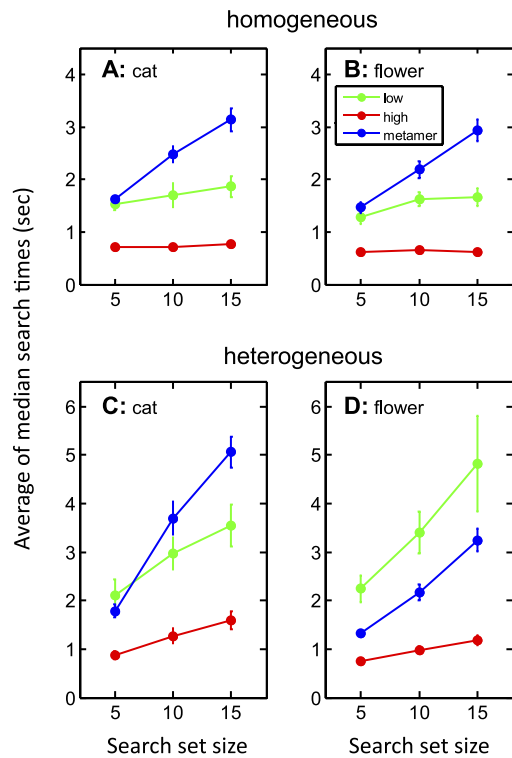 homogeneous
A: cat
B: flower
low
high
metamer
4
3
2
1
0
5 10 15
4
3
2
1
0
5 10 15
Average of median search times (sec)
heterogeneous
C: cat
D: flower
6
5
4
3
2
1
0
5 10 15
6
5
4
3
2
1
0
5 10 15
Search set size
Search set size